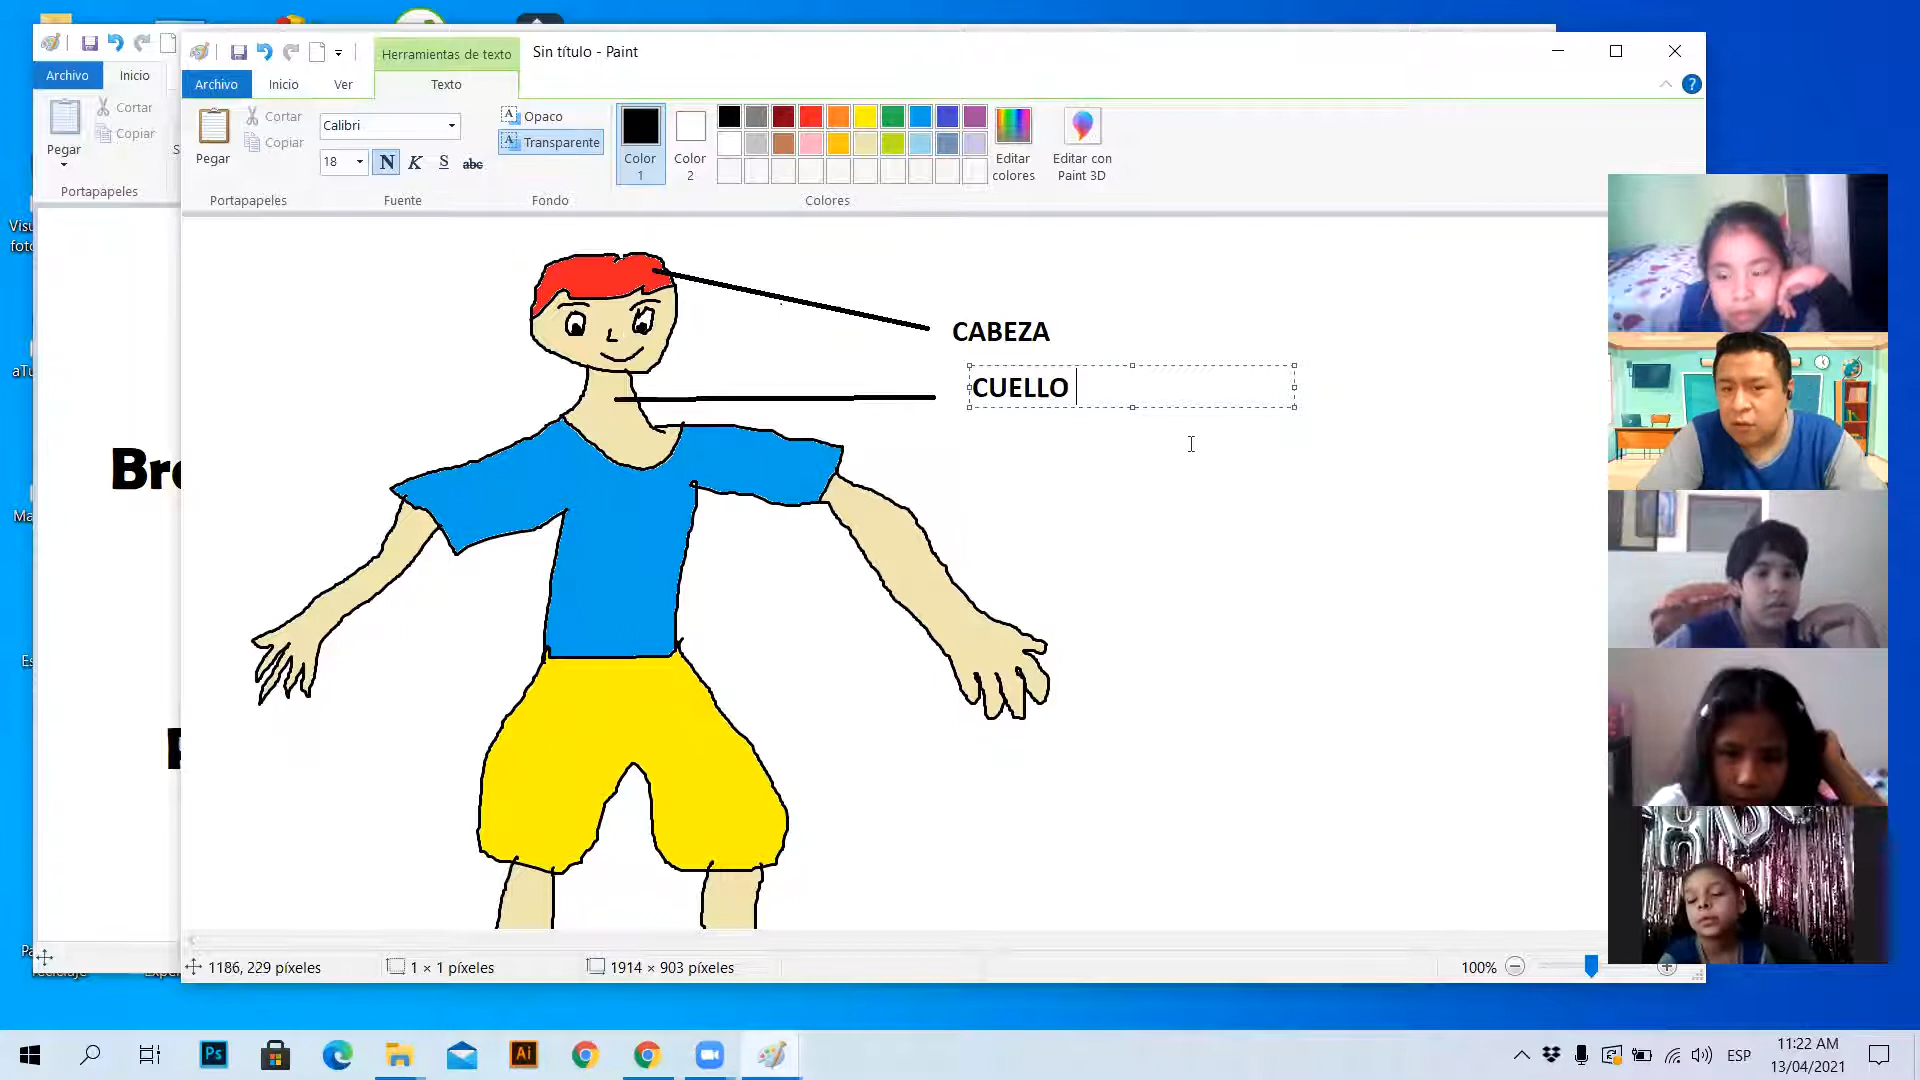 Herramientas de texto
Sin título - Paint
Archivo
Inicio
Archivo
Inicio
Ver
Texto
Cortar
Copiar
Pegar
Portapapeles
Cortar
Copiar
Pegar
Portapapeles
Calibri
18
N K S abc
Fuente
Opaco
Transparente
Fondo
Color 1
Color 2
Colores
Editar colores
Editar con Paint 3D
CABEZA
CUELLO
1186, 229 píxeles
1 × 1 píxeles
1914 × 903 píxeles
100%
Ps
Ai
ESP
11:22 AM
13/04/2021